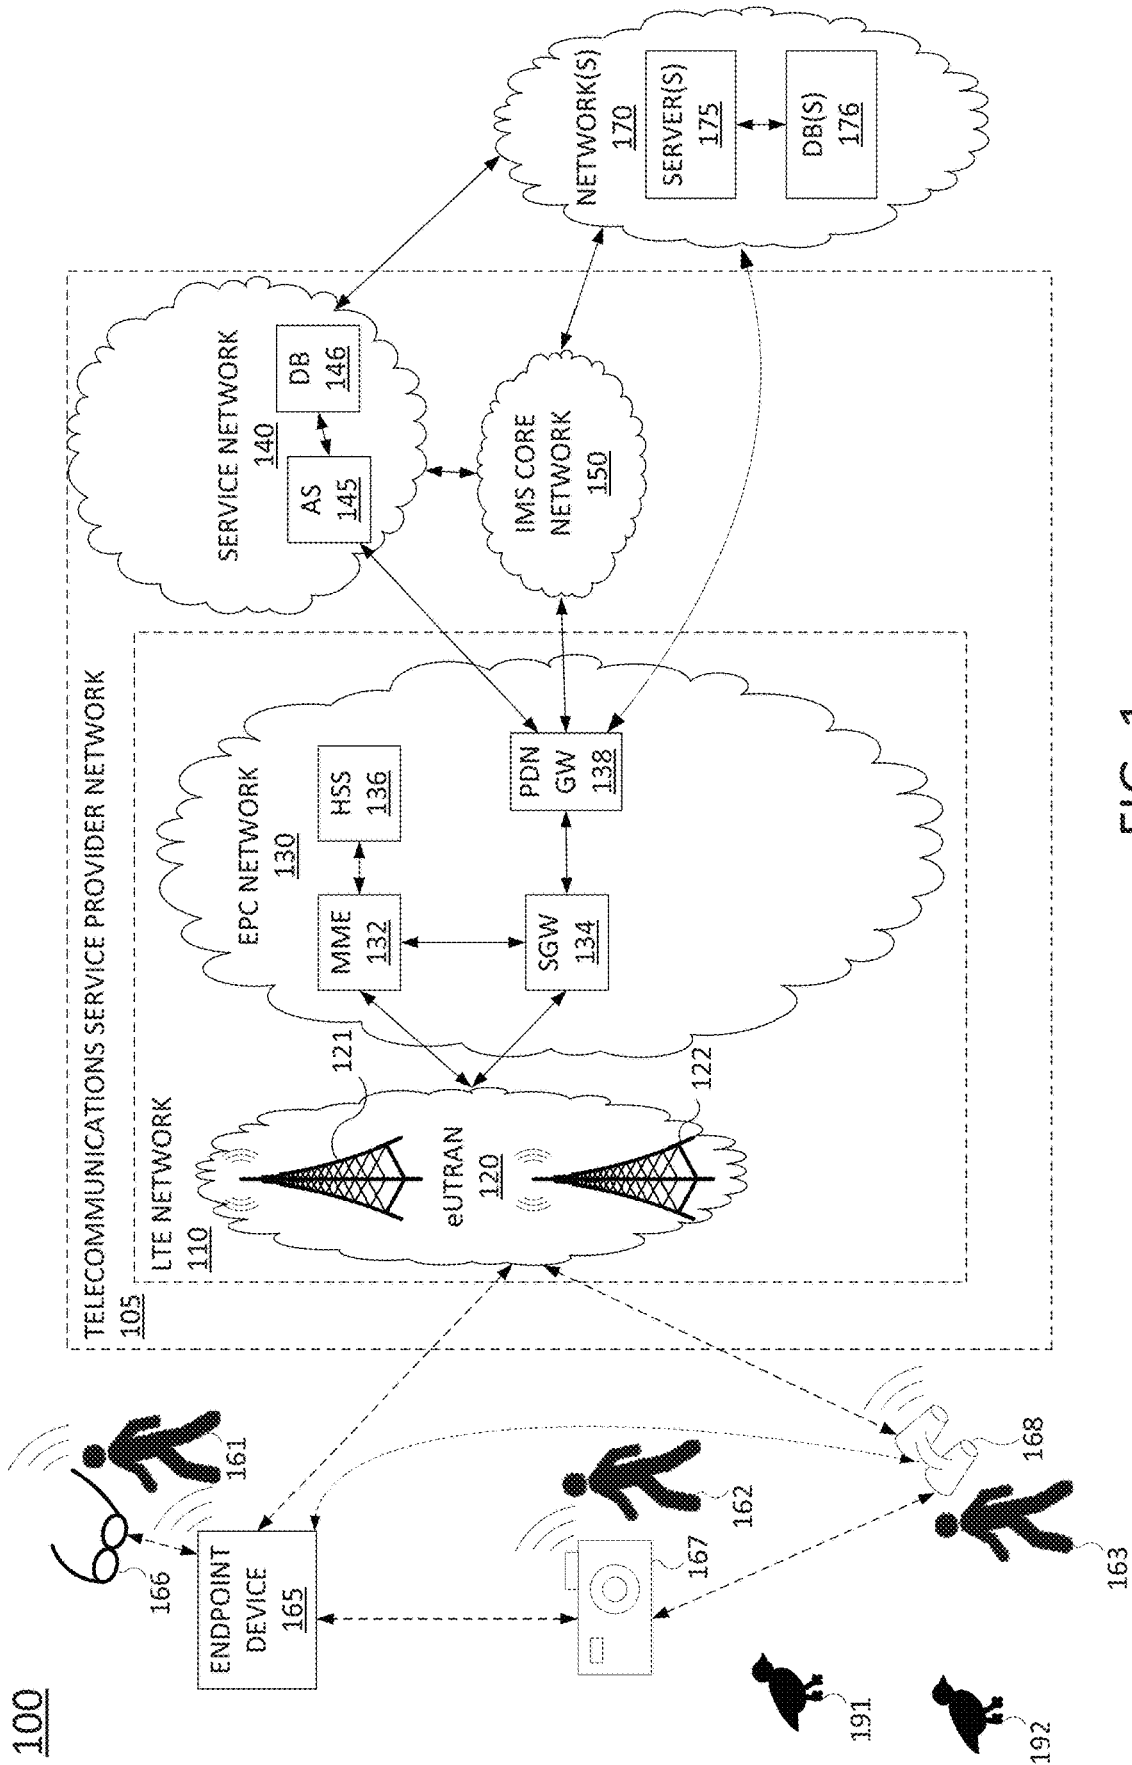 100
TELECOMMUNICATIONS SERVICE PROVIDER NETWORK
105
LTE NETWORK
110
eUTRAN
120
121
122
EPC NETWORK
130
MME
132
HSS
136
SGW
134
PDN
GW
138
SERVICE NETWORK
140
AS
145
DB
146
IMS CORE
NETWORK
150
NETWORK(S)
170
SERVER(S)
175
DB(S)
176
166
161
ENDPOINT
DEVICE
165
162
167
168
163
191
192
FIG. 1